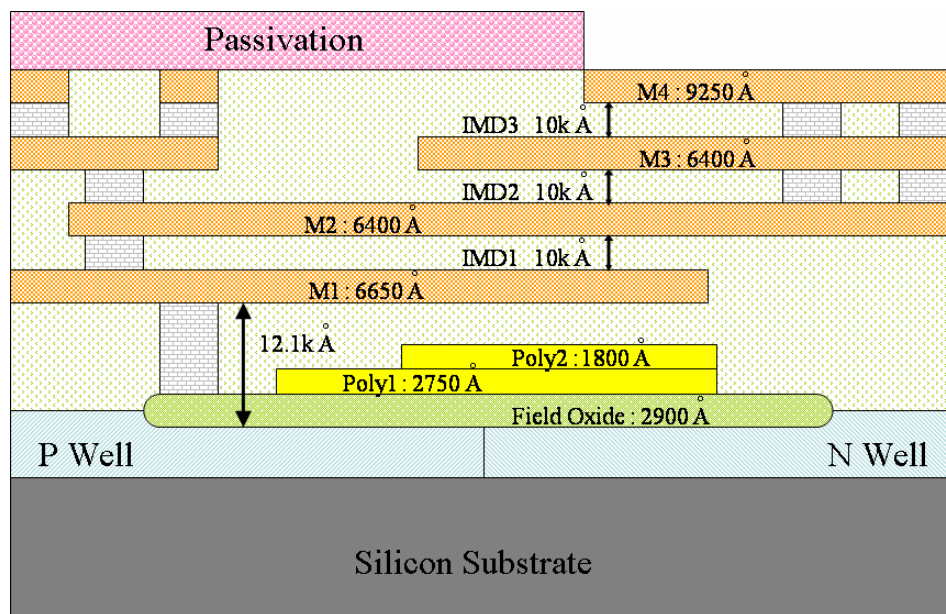 Passivation
M4 : 9250 Å
IMD3 10k Å
M3 : 6400 Å
IMD2 10k Å
M2 : 6400 Å
IMD1 10k Å
M1 : 6650 Å
12.1k Å
Poly2 : 1800 Å
Poly1 : 2750 Å
Field Oxide : 2900 Å
P Well
N Well
Silicon Substrate